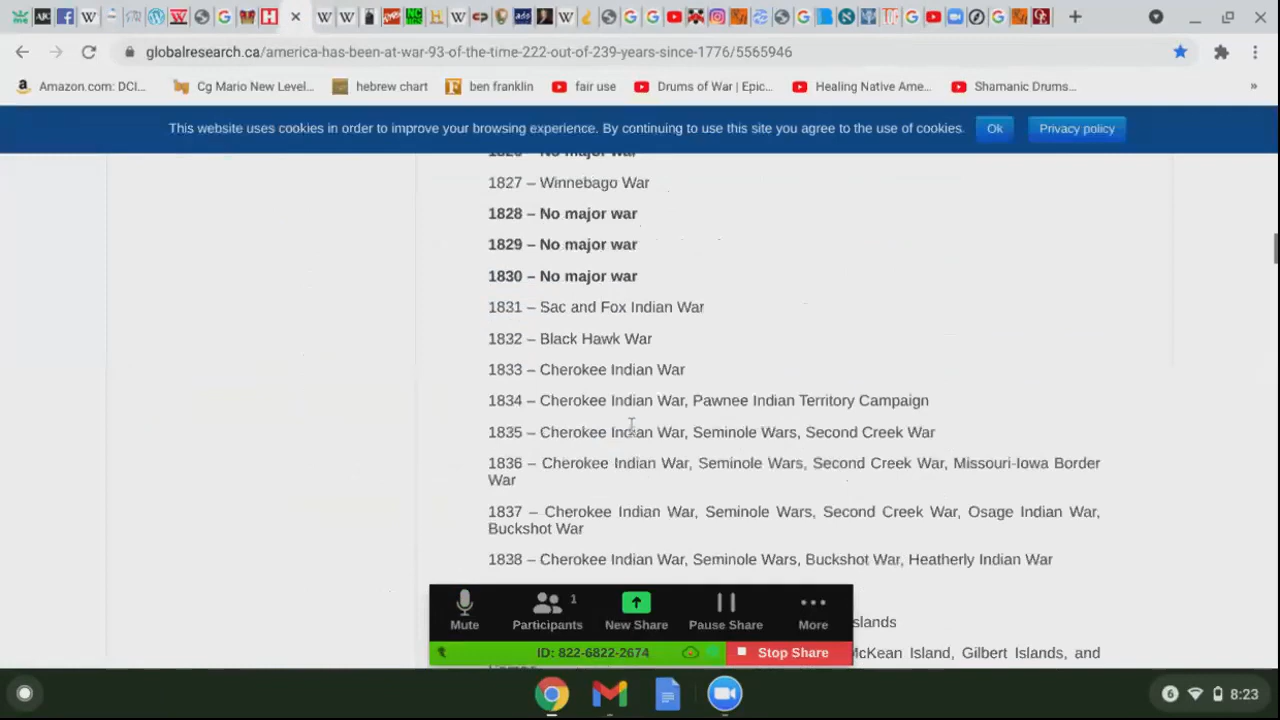 globalresearch.ca/america-has-been-at-war-93-of-the-time-222-out-of-239-years-since-1776/5565946
Amazon.com: DCI... Cg Mario New Level... hebrew chart ben franklin fair use Drums of War | Epic... Healing Native Ame... Shamanic Drums... »
This website uses cookies in order to improve your browsing experience. By continuing to use this site you agree to the use of cookies. Ok Privacy policy
1826 – No major war
1827 – Winnebago War
1828 – No major war
1829 – No major war
1830 – No major war
1831 – Sac and Fox Indian War
1832 – Black Hawk War
1833 – Cherokee Indian War
1834 – Cherokee Indian War, Pawnee Indian Territory Campaign
1835 – Cherokee Indian War, Seminole Wars, Second Creek War
1836 – Cherokee Indian War, Seminole Wars, Second Creek War, Missouri-Iowa Border
War
1837 – Cherokee Indian War, Seminole Wars, Second Creek War, Osage Indian War,
Buckshot War
1838 – Cherokee Indian War, Seminole Wars, Buckshot War, Heatherly Indian War
1
Mute Participants New Share Pause Share More
slands
ID: 822-6822-2674 Stop Share
McKean Island, Gilbert Islands, and
6 8:23